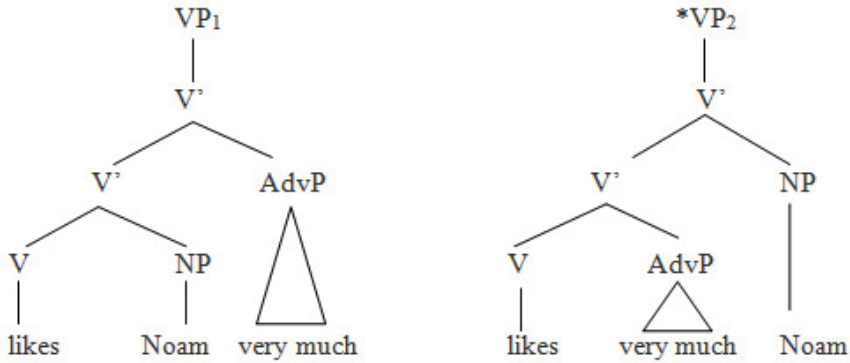 VP₁ *VP₂
V’ V’
V’ AdvP V’ NP
V NP V AdvP
likes Noam very much likes very much Noam